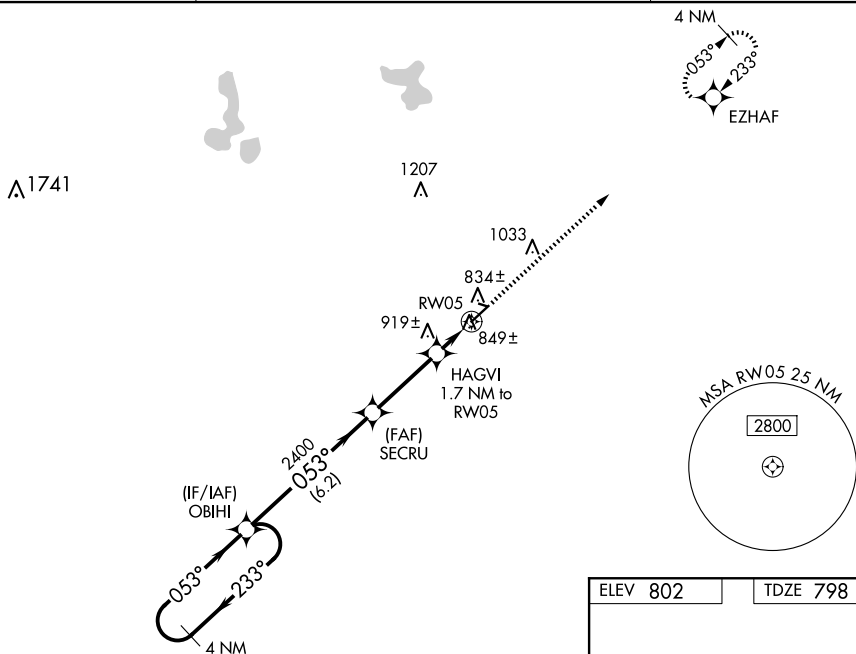 4 NM
053°
233°
EZHAF
1741
1207
1033
834±
RW05
919±
849±
HAGVI
1.7 NM to
RW05
(FAF)
SECRU
2400
053°
(6.2)
(IF/IAF)
OBIHI
053°
233°
4 NM
MSA RW05 25 NM
2800
ELEV 802
TDZE 798